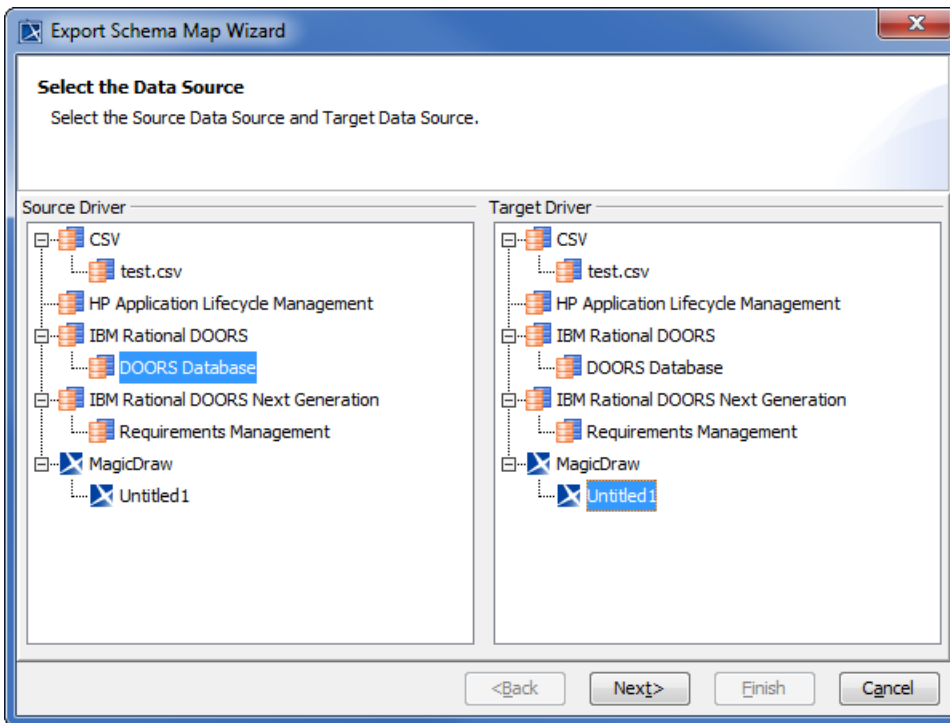 Export Schema Map Wizard
Select the Data Source
Select the Source Data Source and Target Data Source.
Source Driver
CSV
test.csv
HP Application Lifecycle Management
IBM Rational DOORS
DOORS Database
IBM Rational DOORS Next Generation
Requirements Management
MagicDraw
Untitled1
Target Driver
CSV
test.csv
HP Application Lifecycle Management
IBM Rational DOORS
DOORS Database
IBM Rational DOORS Next Generation
Requirements Management
MagicDraw
Untitled1
<Back
Next>
Finish
Cancel